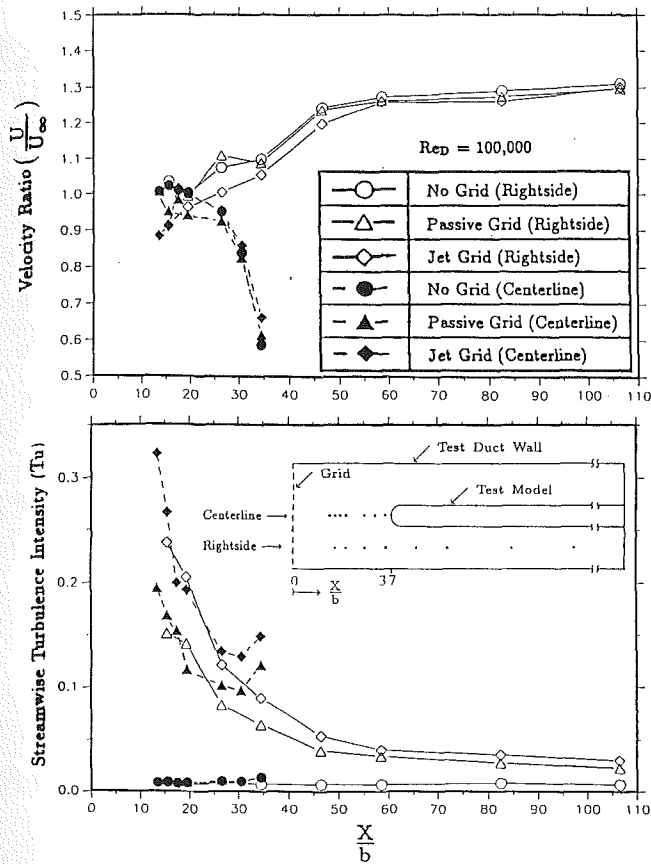 1.5
1.4
1.3
1.2
1.1
1.0
0.9
0.8
0.7
0.6
0.5
Velocity Ratio ( U / U∞ )
Re_D = 100,000
No Grid (Rightside)
Passive Grid (Rightside)
Jet Grid (Rightside)
No Grid (Centerline)
Passive Grid (Centerline)
Jet Grid (Centerline)
0 10 20 30 40 50 60 70 80 90 100 110
0.3
0.2
0.1
0.0
Streamwise Turbulence Intensity (Tu)
Test Duct Wall
Grid
Test Model
Centerline
Rightside
0 X/b 37
0 10 20 30 40 50 60 70 80 90 100 110
X/b